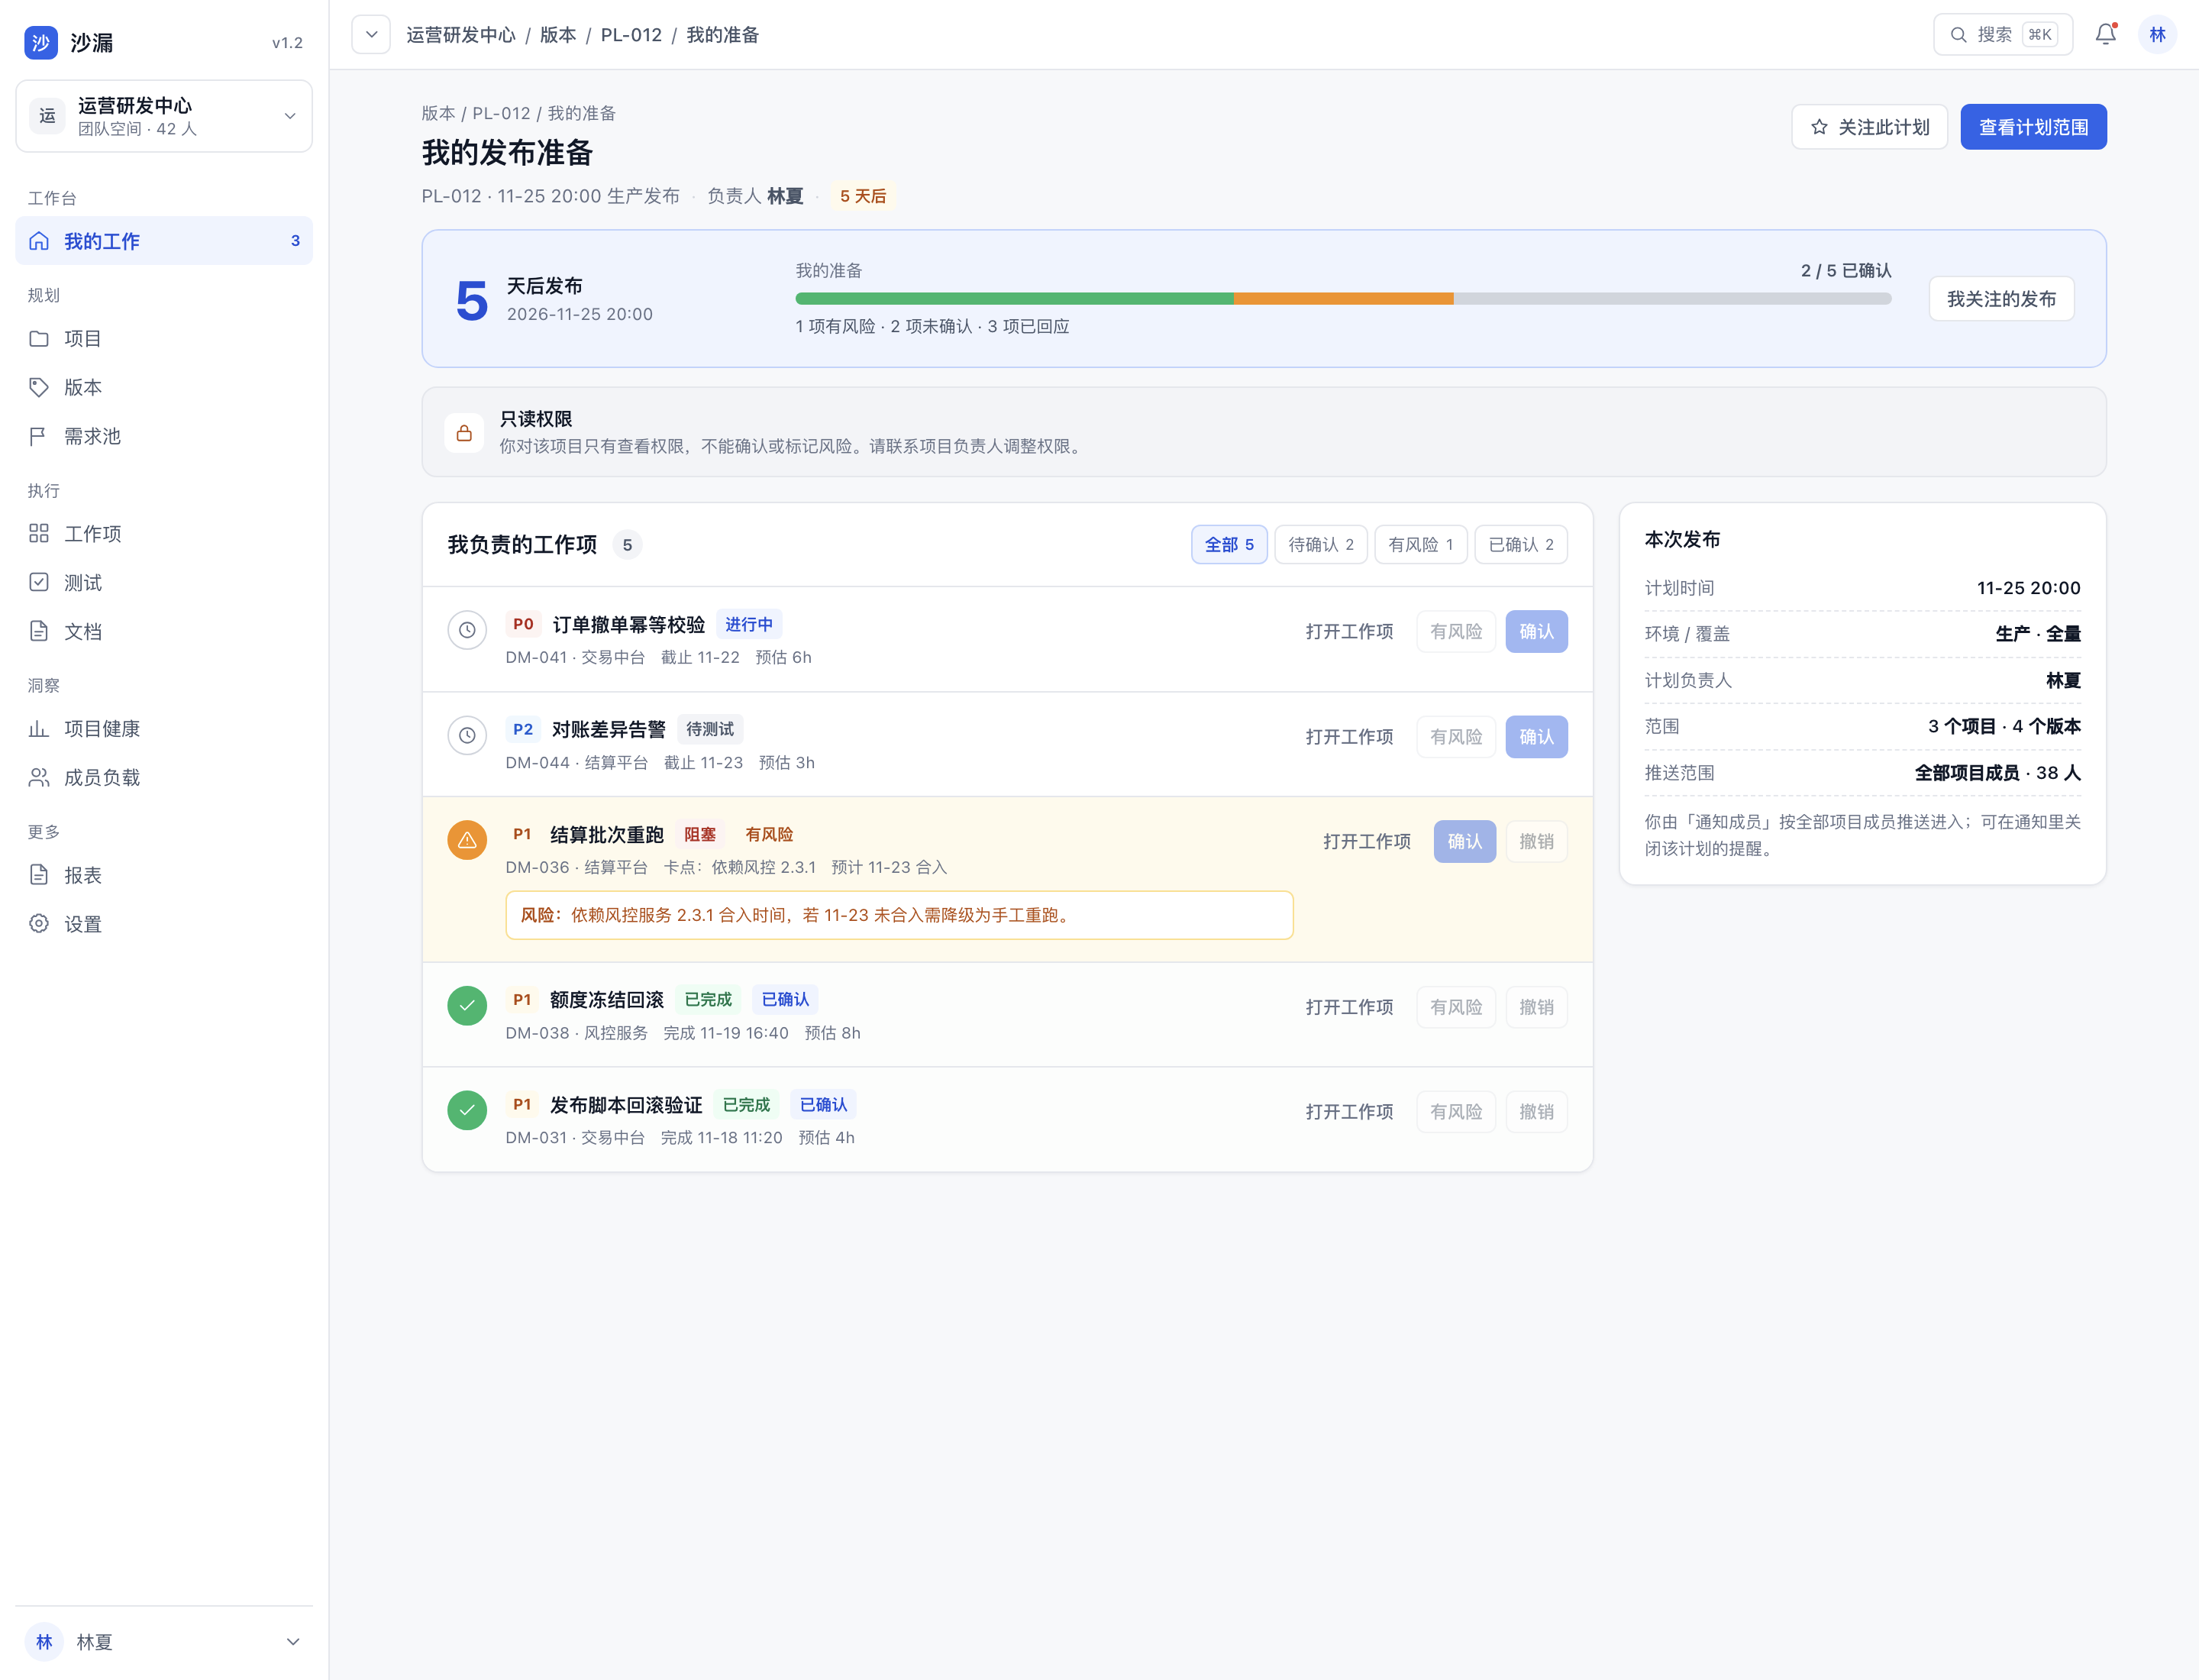 沙 沙漏 v1.2
运 运营研发中心
团队空间 · 42 人
工作台
我的工作 3
规划
项目
版本
需求池
执行
工作项
测试
文档
洞察
项目健康
成员负载
更多
报表
设置
林 林夏
运营研发中心 / 版本 / PL-012 / 我的准备
搜索 ⌘K 林
版本 / PL-012 / 我的准备
我的发布准备
PL-012 · 11-25 20:00 生产发布 · 负责人 林夏 · 5 天后
关注此计划 查看计划范围
5 天后发布
2026-11-25 20:00
我的准备 2 / 5 已确认
1 项有风险 · 2 项未确认 · 3 项已回应
我关注的发布
只读权限
你对该项目只有查看权限，不能确认或标记风险。请联系项目负责人调整权限。
我负责的工作项 5 全部 5 待确认 2 有风险 1 已确认 2
P0 订单撤单幂等校验 进行中
DM-041 · 交易中台 截止 11-22 预估 6h
打开工作项 有风险 确认
P2 对账差异告警 待测试
DM-044 · 结算平台 截止 11-23 预估 3h
打开工作项 有风险 确认
P1 结算批次重跑 阻塞 有风险
DM-036 · 结算平台 卡点：依赖风控 2.3.1 预计 11-23 合入
风险：依赖风控服务 2.3.1 合入时间，若 11-23 未合入需降级为手工重跑。
打开工作项 确认 撤销
P1 额度冻结回滚 已完成 已确认
DM-038 · 风控服务 完成 11-19 16:40 预估 8h
打开工作项 有风险 撤销
P1 发布脚本回滚验证 已完成 已确认
DM-031 · 交易中台 完成 11-18 11:20 预估 4h
打开工作项 有风险 撤销
本次发布
计划时间 11-25 20:00
环境 / 覆盖 生产 · 全量
计划负责人 林夏
范围 3 个项目 · 4 个版本
推送范围 全部项目成员 · 38 人
你由「通知成员」按全部项目成员推送进入；可在通知里关
闭该计划的提醒。